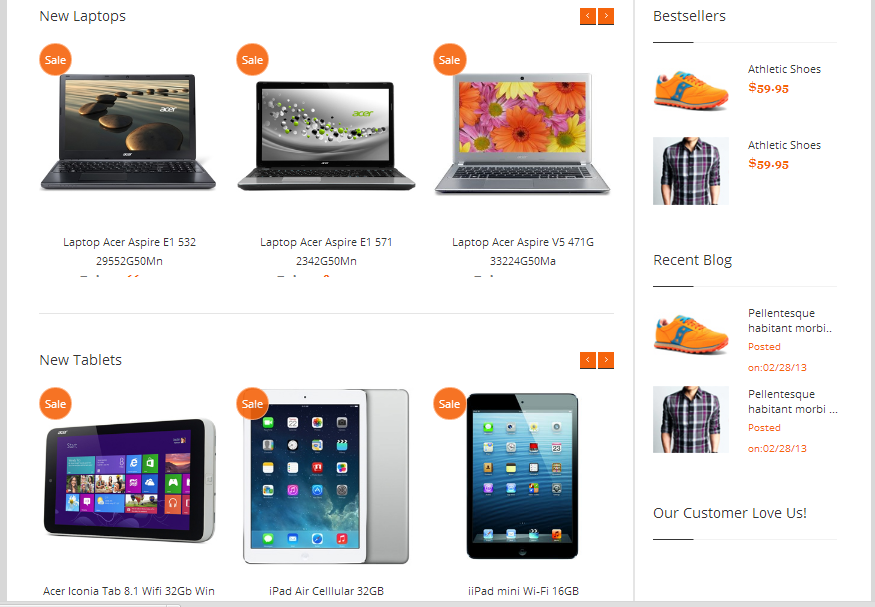 New Laptops
Sale
Sale
Sale
acer
acer
Laptop Acer Aspire E1 532
29552G50Mn
Laptop Acer Aspire E1 571
2342G50Mn
Laptop Acer Aspire V5 471G
33224G50Ma
New Tablets
Sale
Sale
Sale
acer
Start
Acer Iconia Tab 8.1 Wifi 32Gb Win
iPad Air Celllular 32GB
iiPad mini Wi-Fi 16GB
Bestsellers
Athletic Shoes
$59.95
Athletic Shoes
$59.95
Recent Blog
Pellentesque
habitant morbi..
Posted
on:02/28/13
Pellentesque
habitant morbi ...
Posted
on:02/28/13
Our Customer Love Us!